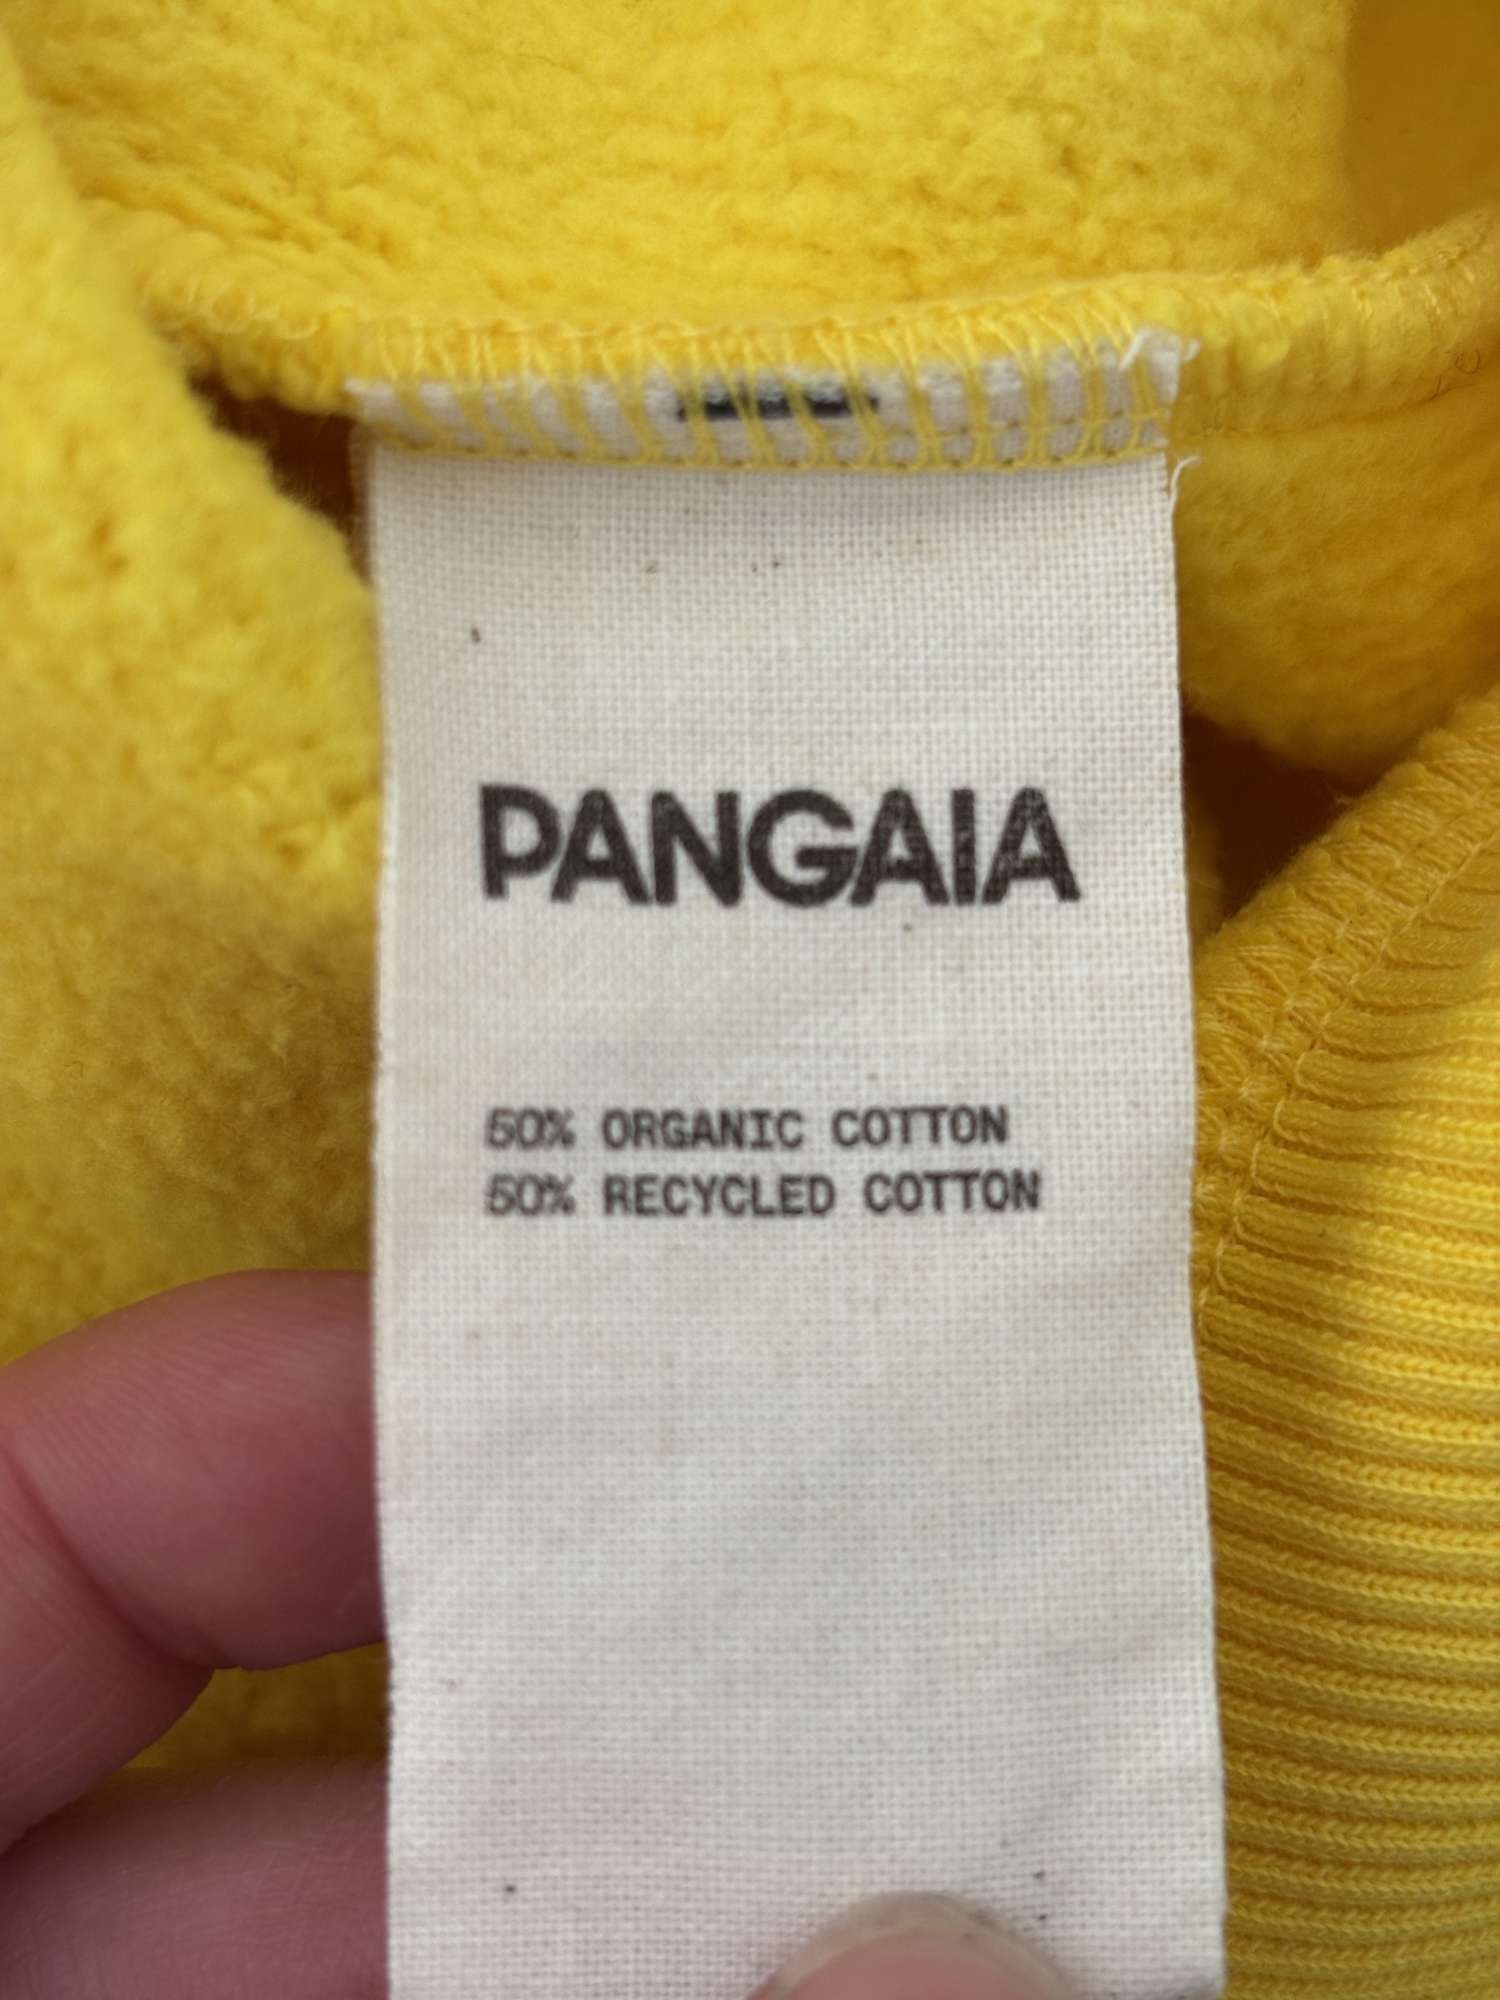 PANGAIA
50% ORGANIC COTTON
50% RECYCLED COTTON